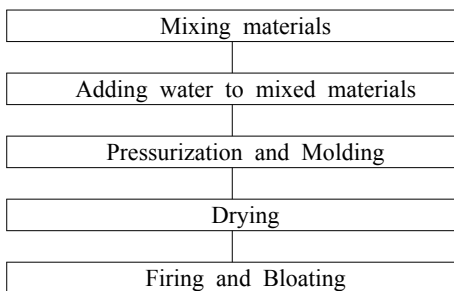 Mixing materials
Adding water to mixed materials
Pressurization and Molding
Drying
Firing and Bloating